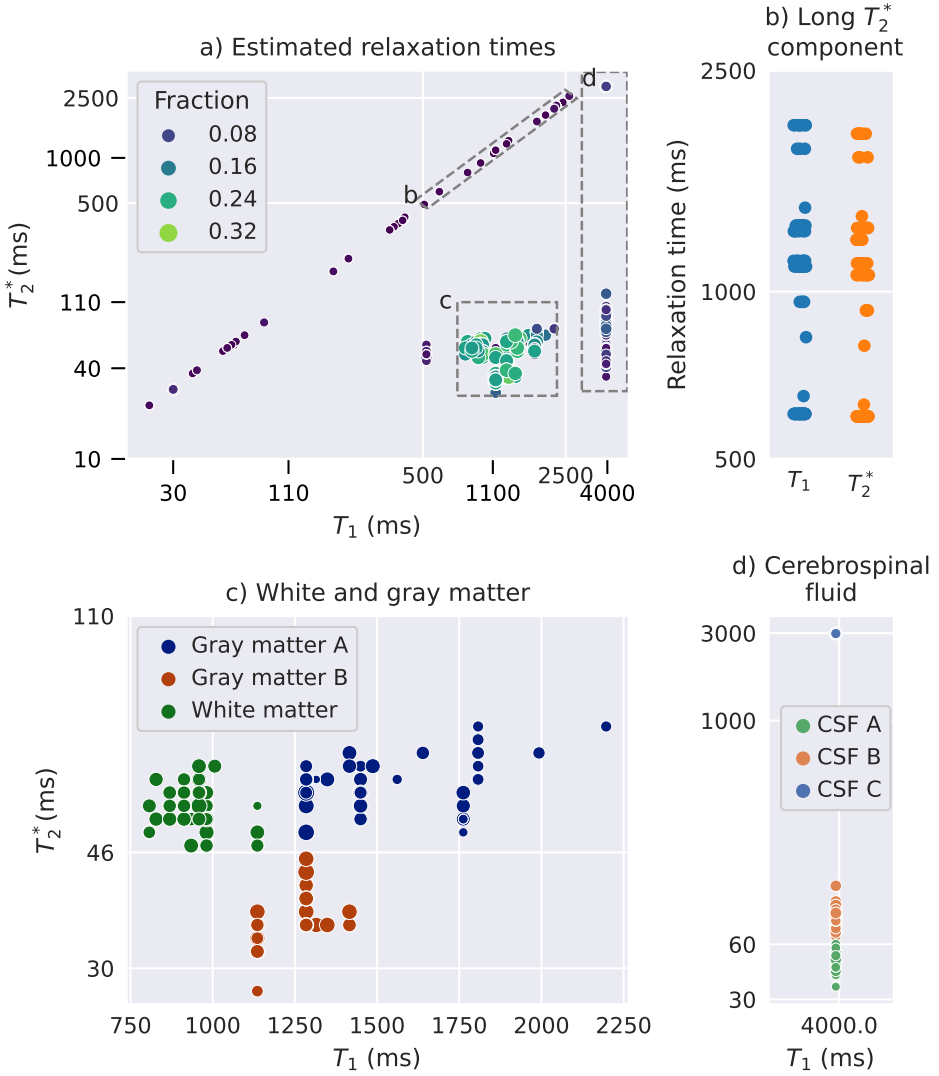 a) Estimated relaxation times
Fraction
0.08
0.16
0.24
0.32
b
c
d
2500
1000
500
110
40
10
T₂* (ms)
500
2500
30
110
1100
4000
T₁ (ms)
b) Long T₂*
component
2500
1000
500
Relaxation time (ms)
T₁
T₂*
c) White and gray matter
Gray matter A
Gray matter B
White matter
110
46
30
T₂* (ms)
750
1000
1250
1500
1750
2000
2250
T₁ (ms)
d) Cerebrospinal
fluid
CSF A
CSF B
CSF C
3000
1000
60
30
4000.0
T₁ (ms)